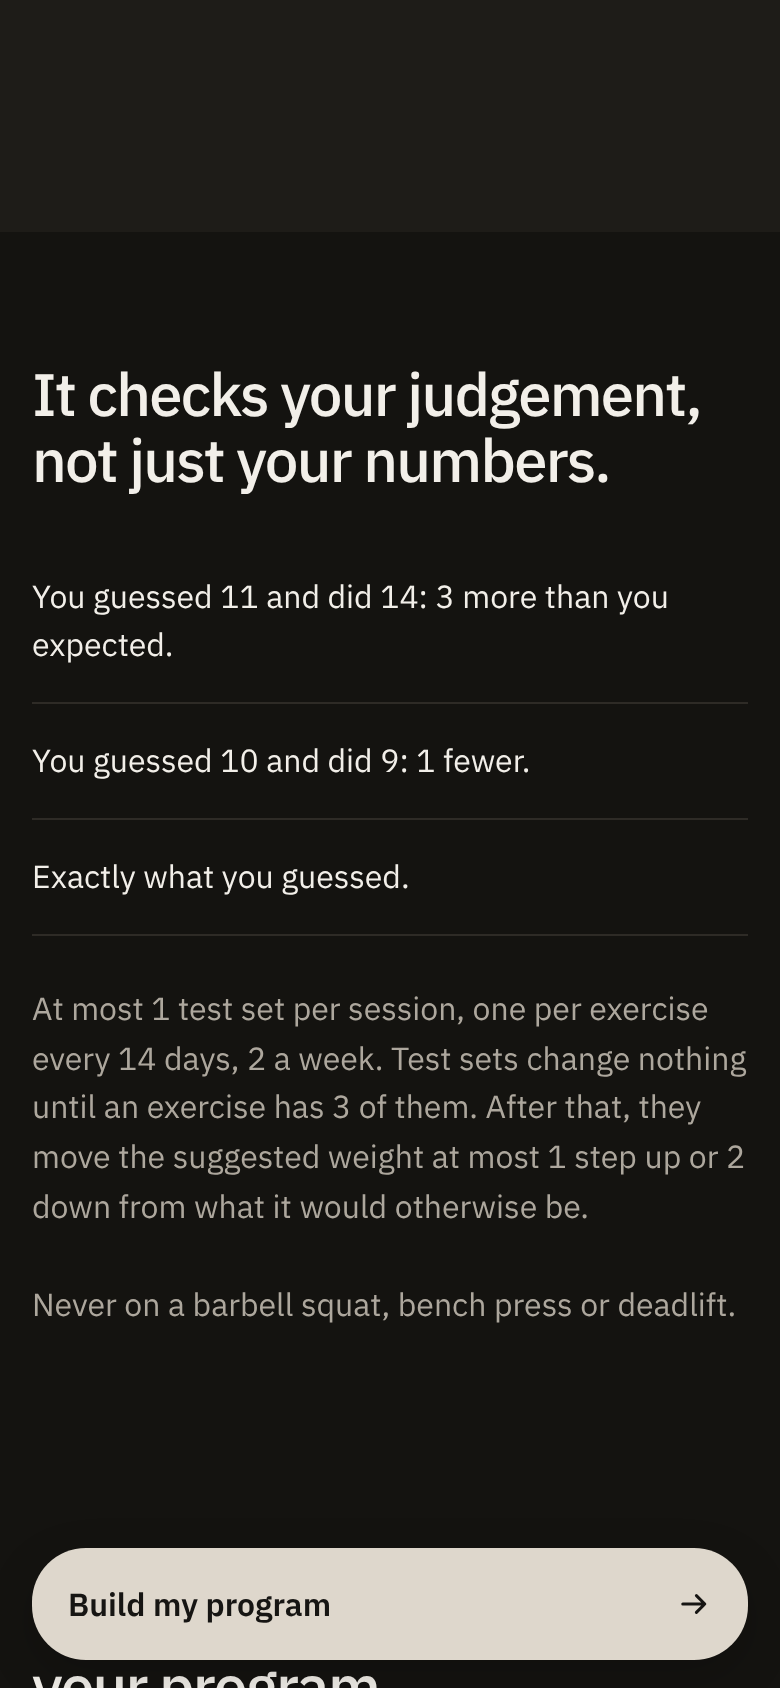 It checks your judgement,
not just your numbers.
You guessed 11 and did 14: 3 more than you
expected.
You guessed 10 and did 9: 1 fewer.
Exactly what you guessed.
At most 1 test set per session, one per exercise
every 14 days, 2 a week. Test sets change nothing
until an exercise has 3 of them. After that, they
move the suggested weight at most 1 step up or 2
down from what it would otherwise be.
Never on a barbell squat, bench press or deadlift.
Build my program →
your program